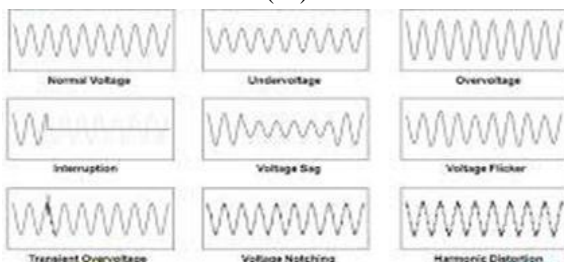 Normal Voltage
Undervoltage
Overvoltage
Interruption
Voltage Sag
Voltage Flicker
Transient Overvoltage
Voltage Notching
Harmonic Distortion